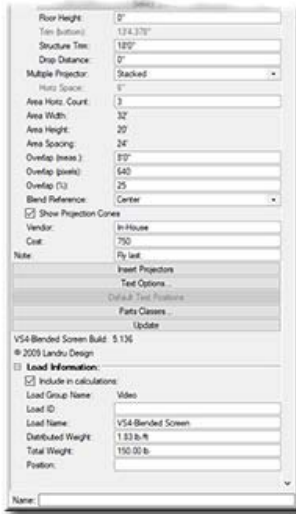 Floor Height: 0"
Trim (bottom): 13'4.378"
Structure Trim: 18'0"
Drop Distance: 0"
Multiple Projector: Stacked
Horiz Space: 6"
Area Horiz. Count: 3
Area Width: 32'
Area Height: 20'
Area Spacing: 24'
Overlap (meas.): 8'0"
Overlap (pixels): 640
Overlap (%): 25
Blend Reference: Center
Show Projection Cones
Vendor: In-House
Cost: 750
Note: Fly last.
Insert Projectors
Text Options...
Default Text Positions
Parts Classes...
Update
VS4-Blended Screen Build: 5.136
© 2009 Landru Design
Load Information:
Include in calculations:
Load Group Name: Video
Load ID:
Load Name: VS4-Blended Screen
Distributed Weight: 1.83 lb/ft
Total Weight: 150.00 lb
Position:
Name: